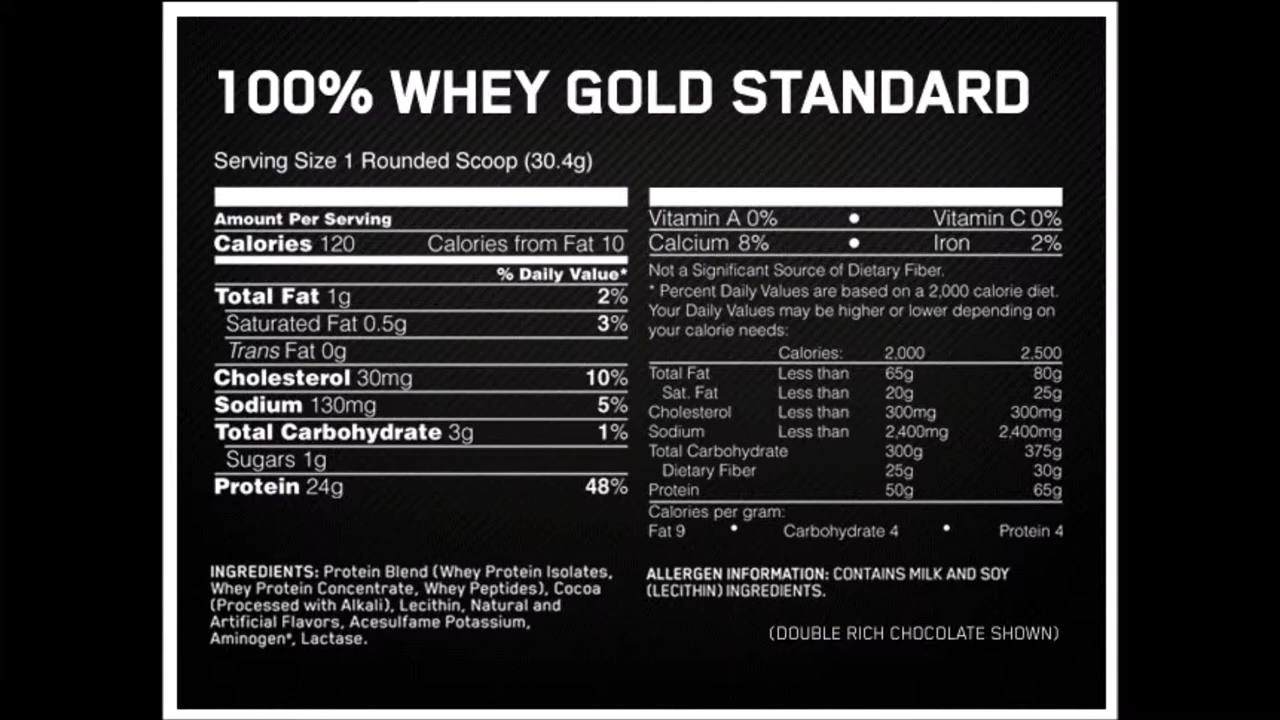 100% WHEY GOLD STANDARD
Serving Size 1 Rounded Scoop (30.4g)
Amount Per Serving
Calories 120 Calories from Fat 10
% Daily Value*
Total Fat 1g 2%
Saturated Fat 0.5g 3%
Trans Fat 0g
Cholesterol 30mg 10%
Sodium 130mg 5%
Total Carbohydrate 3g 1%
Sugars 1g
Protein 24g 48%
INGREDIENTS: Protein Blend (Whey Protein Isolates,
Whey Protein Concentrate, Whey Peptides), Cocoa
(Processed with Alkali), Lecithin, Natural and
Artificial Flavors, Acesulfame Potassium,
Aminogen*, Lactase.
Vitamin A 0% • Vitamin C 0%
Calcium 8% • Iron 2%
Not a Significant Source of Dietary Fiber.
* Percent Daily Values are based on a 2,000 calorie diet.
Your Daily Values may be higher or lower depending on
your calorie needs:
Calories: 2,000 2,500
Total Fat Less than 65g 80g
Sat. Fat Less than 20g 25g
Cholesterol Less than 300mg 300mg
Sodium Less than 2,400mg 2,400mg
Total Carbohydrate 300g 375g
Dietary Fiber 25g 30g
Protein 50g 65g
Calories per gram:
Fat 9 • Carbohydrate 4 • Protein 4
ALLERGEN INFORMATION: CONTAINS MILK AND SOY
(LECITHIN) INGREDIENTS.
(DOUBLE RICH CHOCOLATE SHOWN)